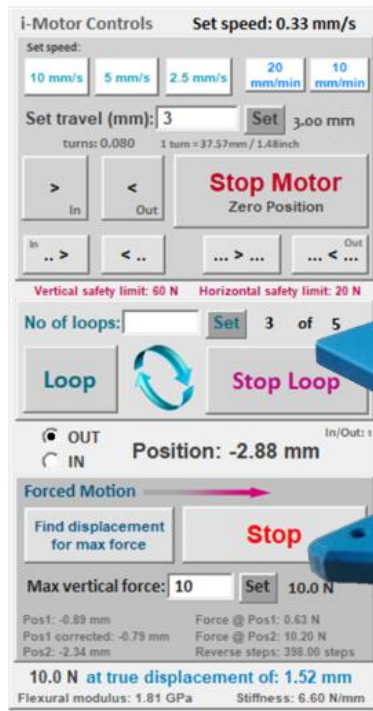 i-Motor Controls Set speed: 0.33 mm/s
Set speed:
10 mm/s 5 mm/s 2.5 mm/s 20 mm/min 10 mm/min
Set travel (mm): 3 Set 3.00 mm
turns: 0.080 1 turn = 37.57mm / 1.48inch
> In < Out Stop Motor
Zero Position
In .. > < .. ... > ... ... < ... Out
Vertical safety limit: 60 N Horizontal safety limit: 20 N
No of loops: Set 3 of 5
Loop Stop Loop
OUT In/Out: 1
IN Position: -2.88 mm
Forced Motion
Find displacement
for max force Stop
Max vertical force: 10 Set 10.0 N
Pos1: -0.89 mm Force @ Pos1: 0.63 N
Pos1 corrected: -0.79 mm Force @ Pos2: 10.20 N
Pos2: -2.34 mm Reverse steps: 398.00 steps
10.0 N at true displacement of: 1.52 mm
Flexural modulus: 1.81 GPa Stiffness: 6.60 N/mm